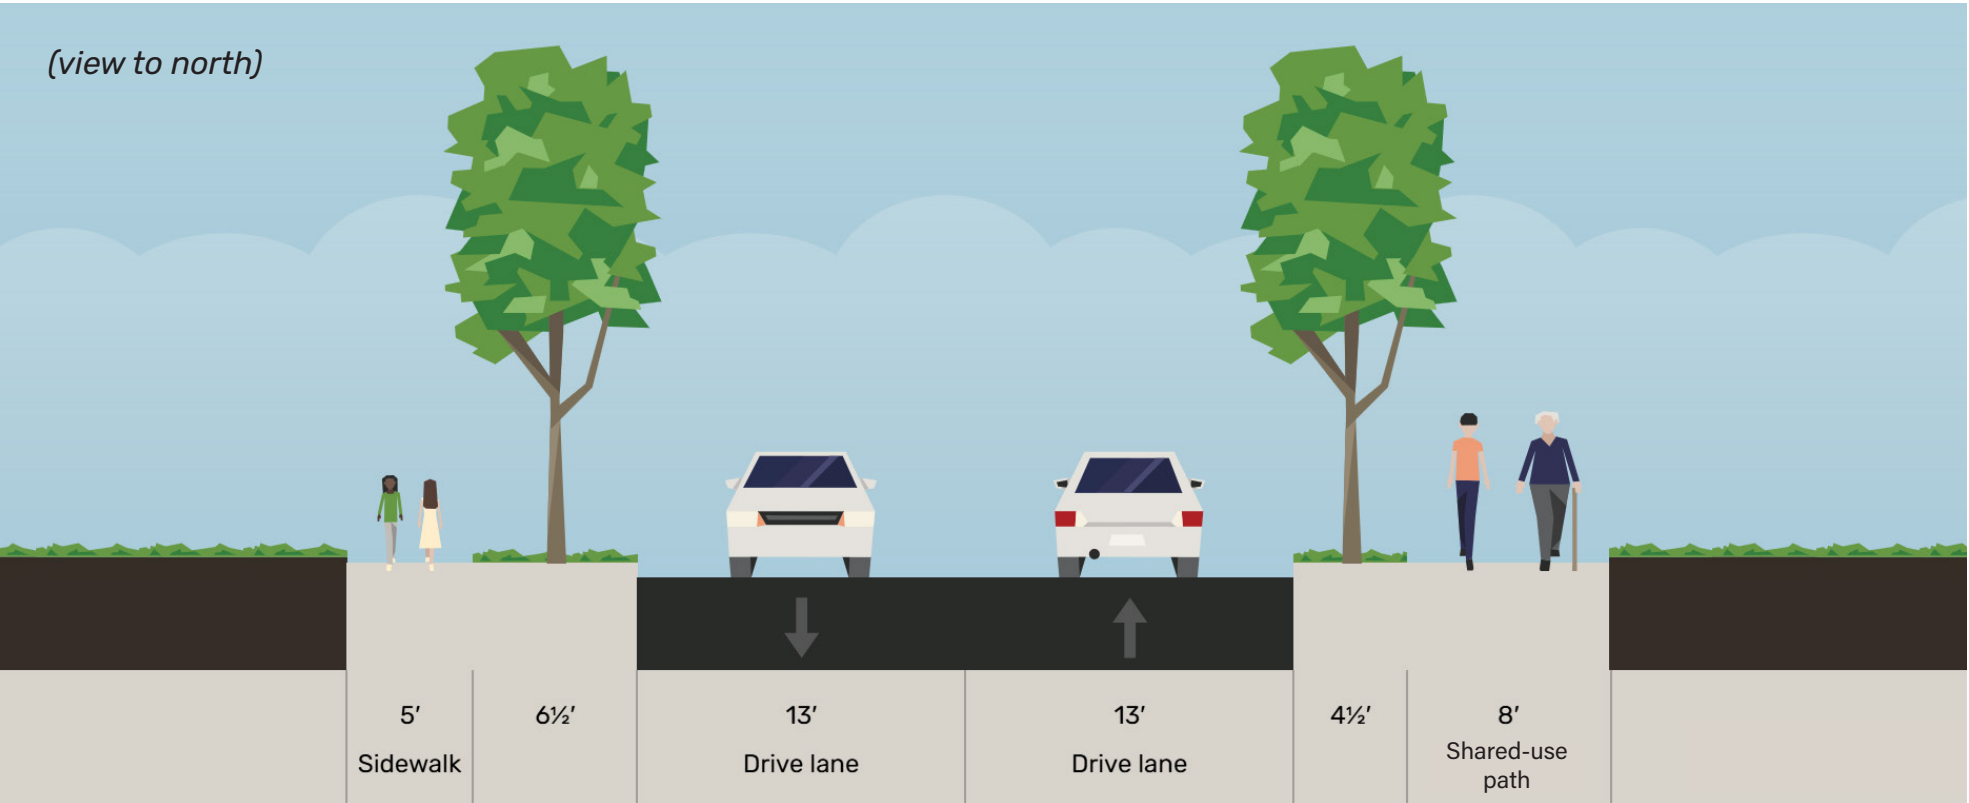 (view to north)
5′
6½′
13′
13′
4½′
8′
Sidewalk
Drive lane
Drive lane
Shared-use
path